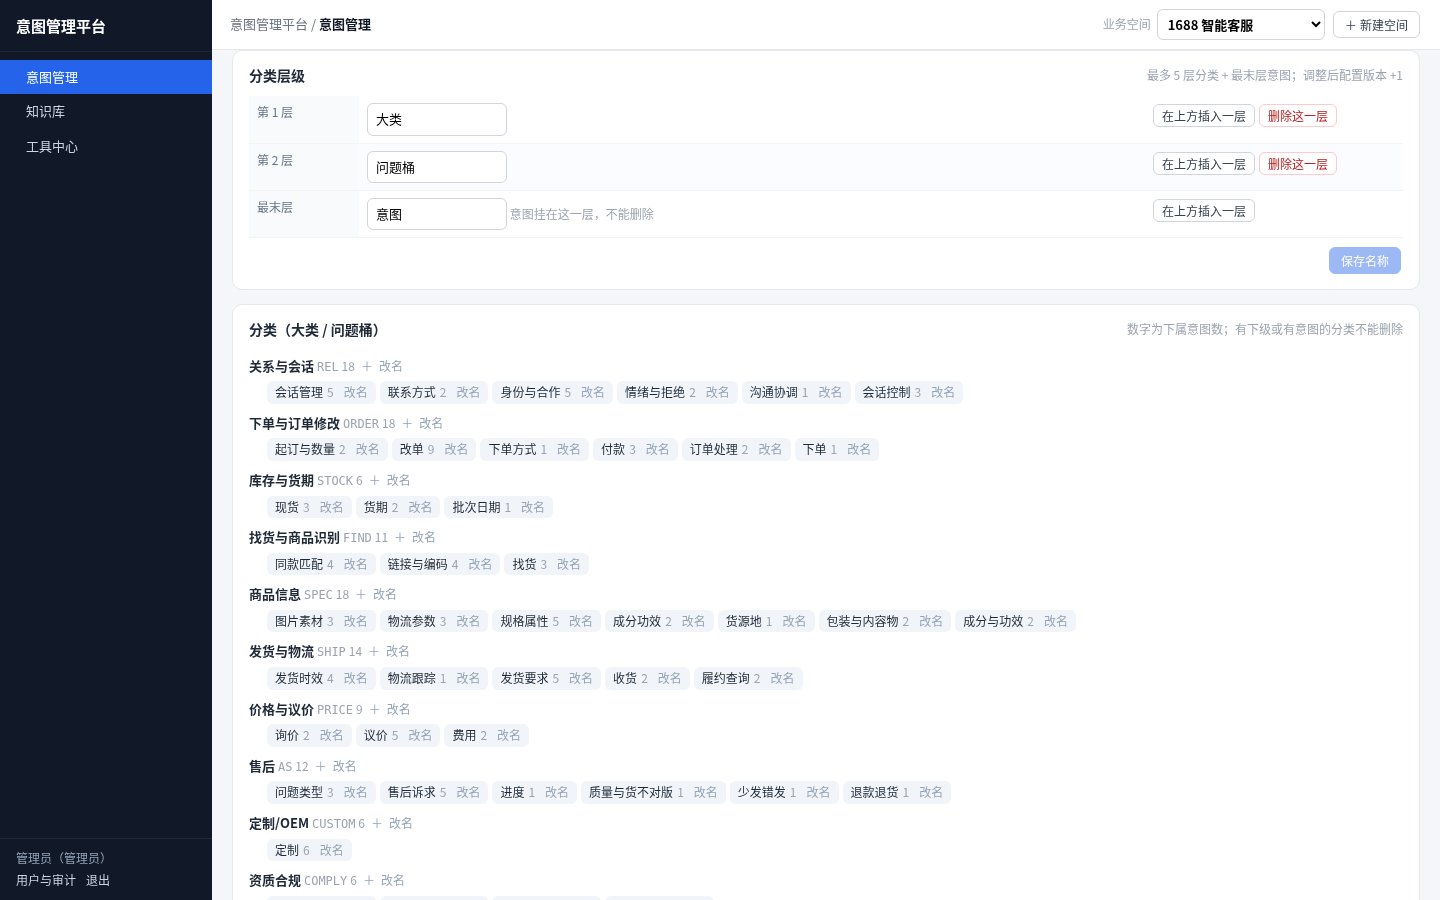 意图管理平台
意图管理平台 / 意图管理
业务空间 1688 智能客服 ＋ 新建空间
意图管理
知识库
工具中心
分类层级 最多 5 层分类 + 最末层意图；调整后配置版本 +1
第 1 层 大类 在上方插入一层 删除这一层
第 2 层 问题桶 在上方插入一层 删除这一层
最末层 意图 意图挂在这一层，不能删除 在上方插入一层
保存名称
分类（大类 / 问题桶） 数字为下属意图数；有下级或有意图的分类不能删除
关系与会话 REL 18 ＋ 改名
会话管理 5 改名 联系方式 2 改名 身份与合作 5 改名 情绪与拒绝 2 改名 沟通协调 1 改名 会话控制 3 改名
下单与订单修改 ORDER 18 ＋ 改名
起订与数量 2 改名 改单 9 改名 下单方式 1 改名 付款 3 改名 订单处理 2 改名 下单 1 改名
库存与货期 STOCK 6 ＋ 改名
现货 3 改名 货期 2 改名 批次日期 1 改名
找货与商品识别 FIND 11 ＋ 改名
同款匹配 4 改名 链接与编码 4 改名 找货 3 改名
商品信息 SPEC 18 ＋ 改名
图片素材 3 改名 物流参数 3 改名 规格属性 5 改名 成分功效 2 改名 货源地 1 改名 包装与内容物 2 改名 成分与功效 2 改名
发货与物流 SHIP 14 ＋ 改名
发货时效 4 改名 物流跟踪 1 改名 发货要求 5 改名 收货 2 改名 履约查询 2 改名
价格与议价 PRICE 9 ＋ 改名
询价 2 改名 议价 5 改名 费用 2 改名
售后 AS 12 ＋ 改名
问题类型 3 改名 售后诉求 5 改名 进度 1 改名 质量与货不对版 1 改名 少发错发 1 改名 退款退货 1 改名
定制/OEM CUSTOM 6 ＋ 改名
定制 6 改名
资质合规 COMPLY 6 ＋ 改名
管理员（管理员）
用户与审计 退出